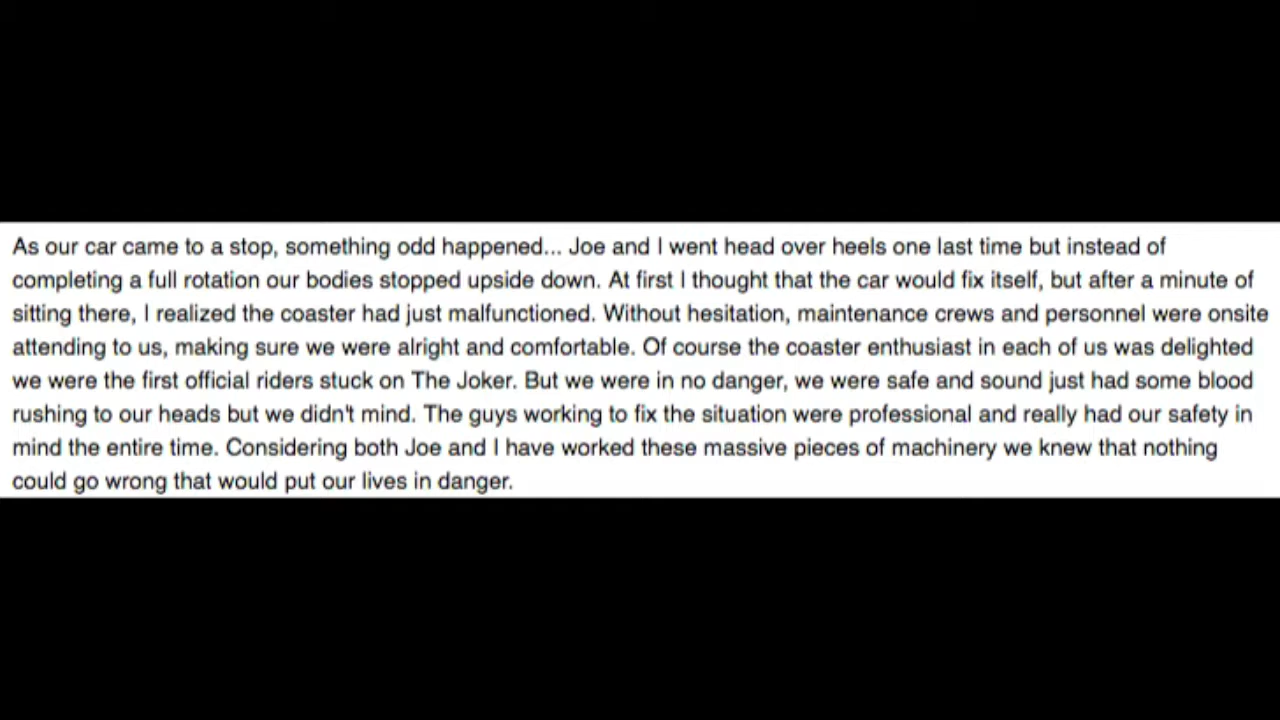 As our car came to a stop, something odd happened... Joe and I went head over heels one last time but instead of
completing a full rotation our bodies stopped upside down. At first I thought that the car would fix itself, but after a minute of
sitting there, I realized the coaster had just malfunctioned. Without hesitation, maintenance crews and personnel were onsite
attending to us, making sure we were alright and comfortable. Of course the coaster enthusiast in each of us was delighted
we were the first official riders stuck on The Joker. But we were in no danger, we were safe and sound just had some blood
rushing to our heads but we didn't mind. The guys working to fix the situation were professional and really had our safety in
mind the entire time. Considering both Joe and I have worked these massive pieces of machinery we knew that nothing
could go wrong that would put our lives in danger.